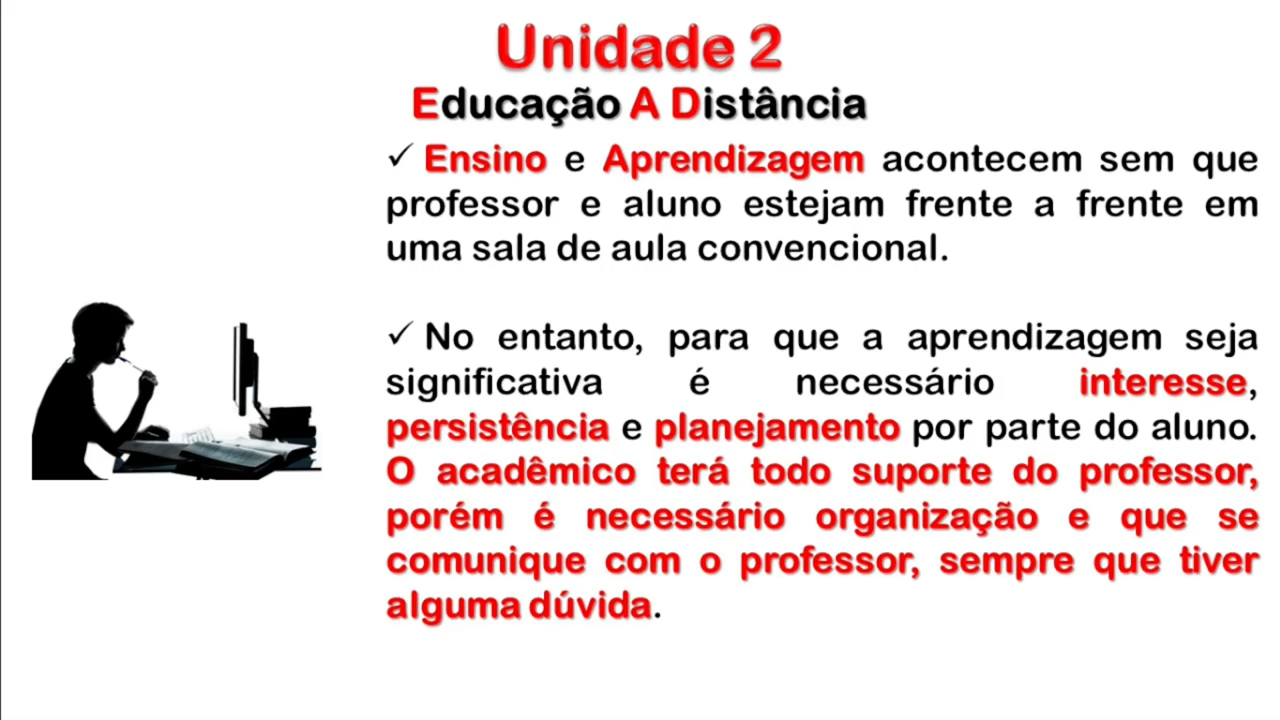 Unidade 2
Educação A Distância
✓ Ensino e Aprendizagem acontecem sem que
professor e aluno estejam frente a frente em
uma sala de aula convencional.
✓ No entanto, para que a aprendizagem seja
significativa é necessário interesse,
persistência e planejamento por parte do aluno.
O acadêmico terá todo suporte do professor,
porém é necessário organização e que se
comunique com o professor, sempre que tiver
alguma dúvida.